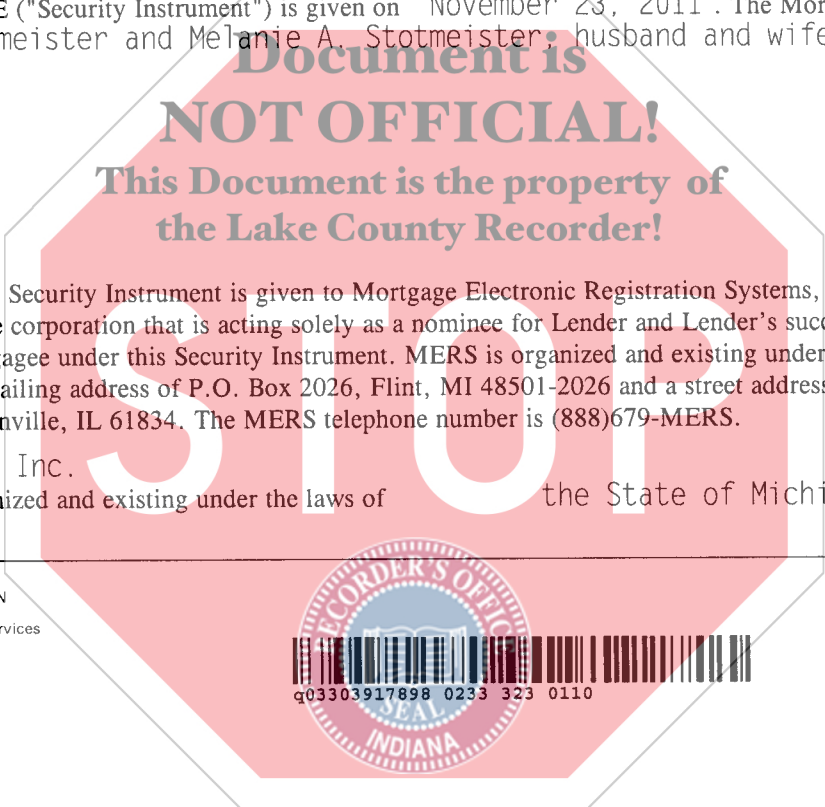 E ("Security Instrument") is given on November 23, 2011 . The Mor
meister and Melanie A. Stotmeister, husband and wife
Document is
NOT OFFICIAL!
This Document is the property of
the Lake County Recorder!
Security Instrument is given to Mortgage Electronic Registration Systems,
e corporation that is acting solely as a nominee for Lender and Lender's succ
gagee under this Security Instrument. MERS is organized and existing under
ailing address of P.O. Box 2026, Flint, MI 48501-2026 and a street address
nville, IL 61834. The MERS telephone number is (888)679-MERS.
STOP
Inc.
nized and existing under the laws of the State of Michi
N
rvices
RECORDER'S OFFICE
q03303917898 0233 323 0110
SEAL
INDIANA